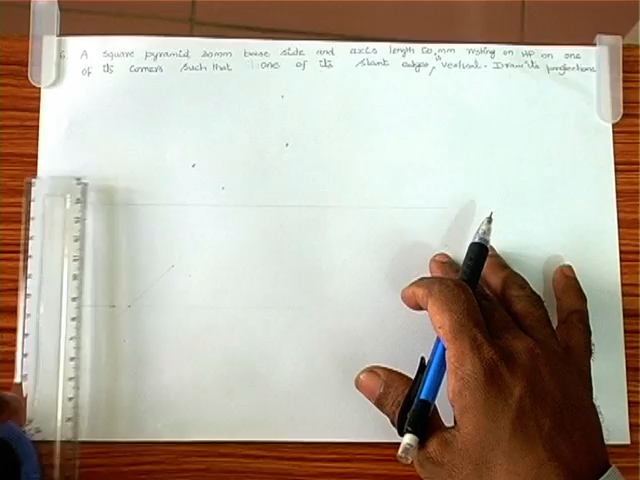 6. A square pyramid 20mm base side and axis length 60 mm resting on HP on one
of its corners such that one of its slant edges is vertical. Draw its projections